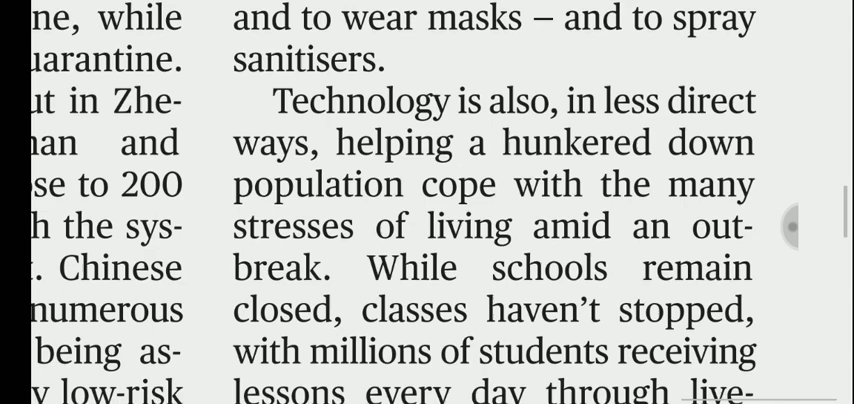 ne, while
uarantine.
ut in Zhe-
and
ose to 200
h the sys-
. Chinese
numerous
being as-
low-risk
and to wear masks – and to spray
sanitisers.
Technology is also, in less direct
ways, helping a hunkered down
population cope with the many
stresses of living amid an out-
break. While schools remain
closed, classes haven’t stopped,
with millions of students receiving
lessons every day through live-